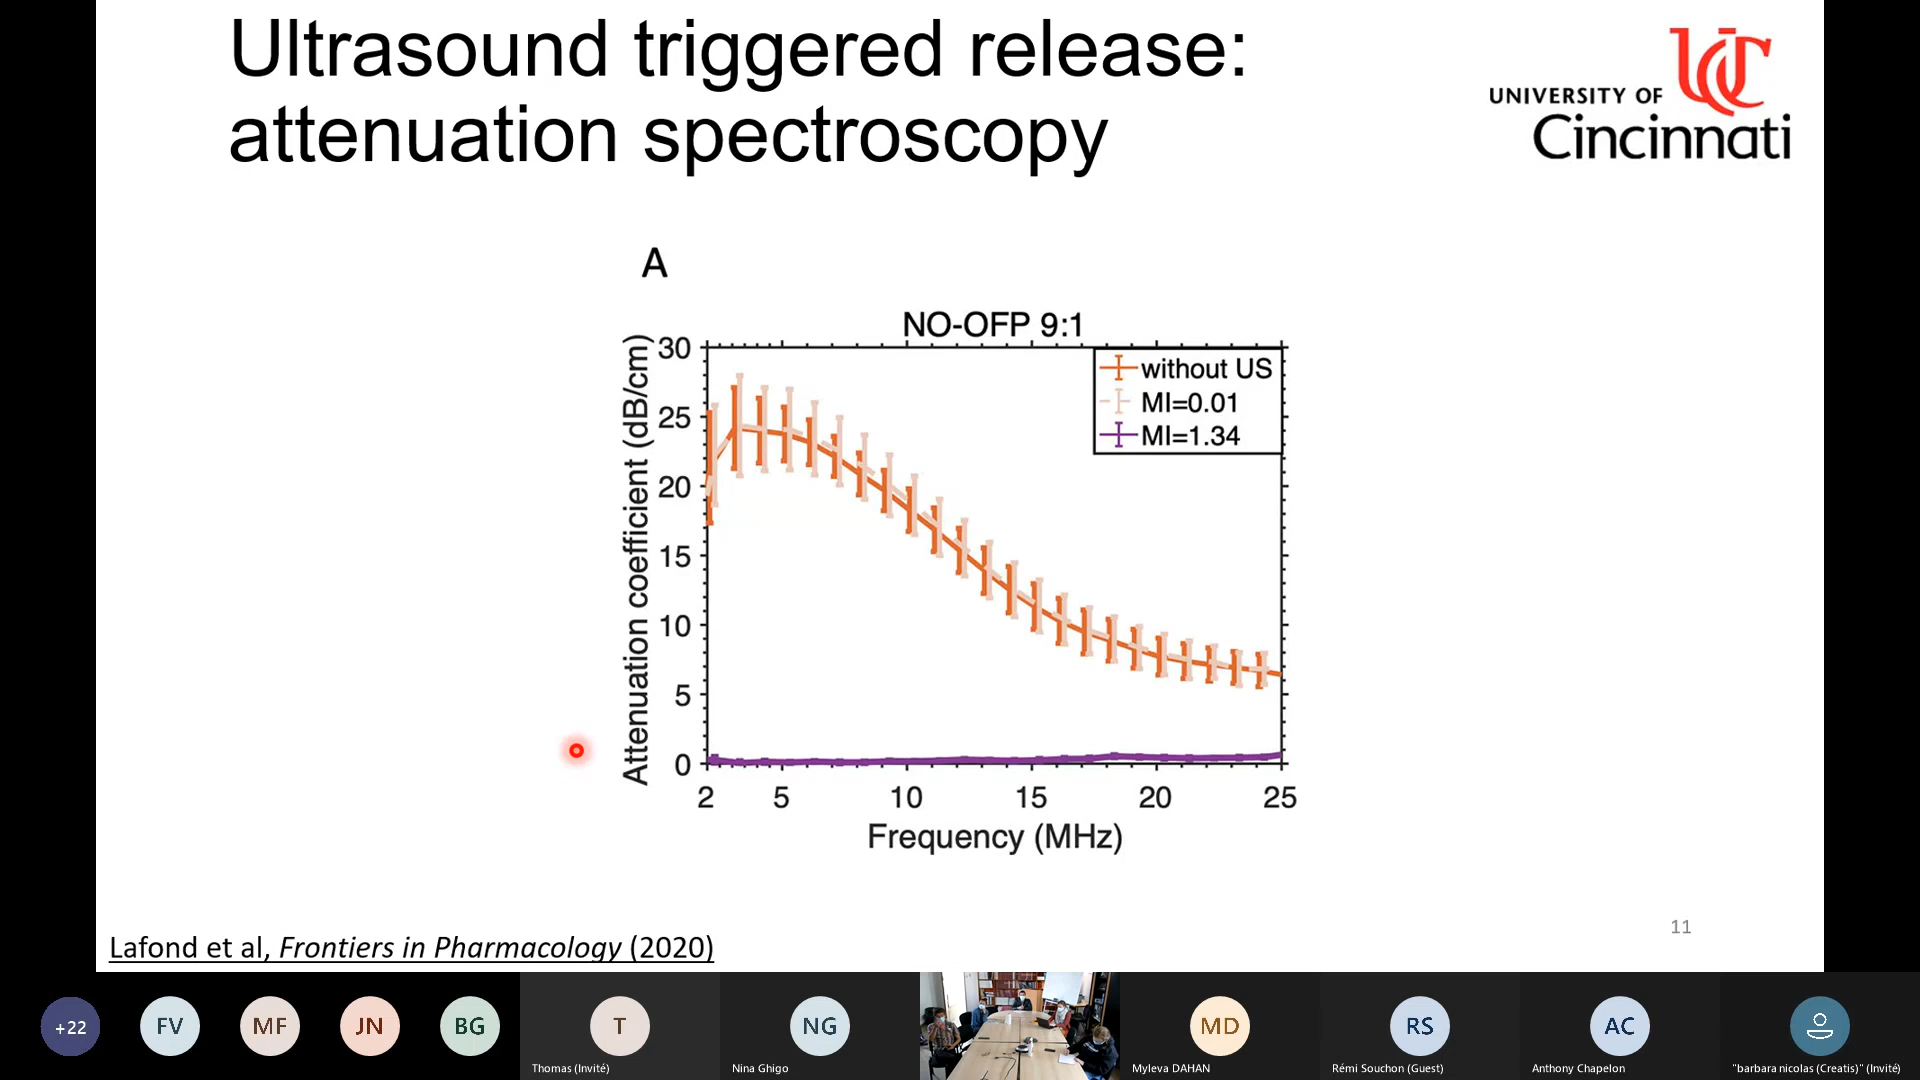 Ultrasound triggered release:
attenuation spectroscopy
UNIVERSITY OF
Cincinnati
A
NO-OFP 9:1
Attenuation coefficient (dB/cm)
30
25
20
15
10
5
0
without US
MI=0.01
MI=1.34
2 5 10 15 20 25
Frequency (MHz)
11
Lafond et al, Frontiers in Pharmacology (2020)
+22 FV MF JN BG T NG MD RS AC
Thomas (Invité) Nina Ghigo Myleva DAHAN Rémi Souchon (Guest) Anthony Chapelon "barbara nicolas (Creatis)" (Invité)